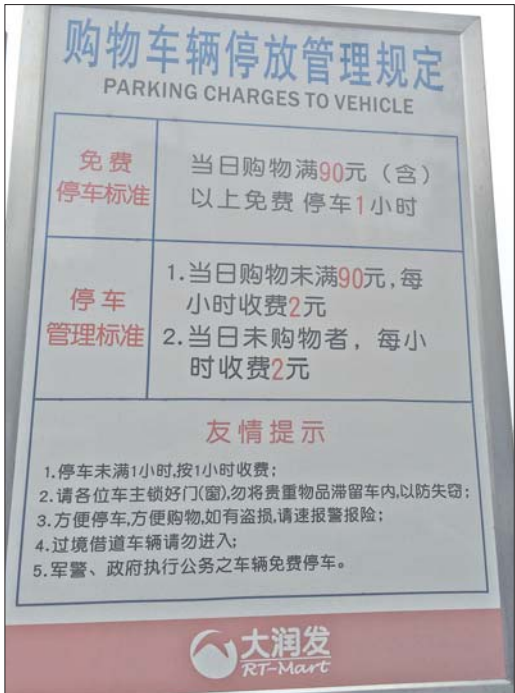 购物车辆停放管理规定
PARKING CHARGES TO VEHICLE
免费
停车标准
当日购物满90元（含）
以上免费 停车1小时
停车
管理标准
1.当日购物未满90元,每
小时收费2元
2.当日未购物者，每小
时收费2元
友情提示
1.停车未满1小时,按1小时收费;
2.请各位车主锁好门(窗),勿将贵重物品滞留车内,以防失窃;
3.方便停车,方便购物,如有盗损,请速报警报险;
4.过境借道车辆请勿进入;
5.军警、政府执行公务之车辆免费停车。
大润发
RT-Mart